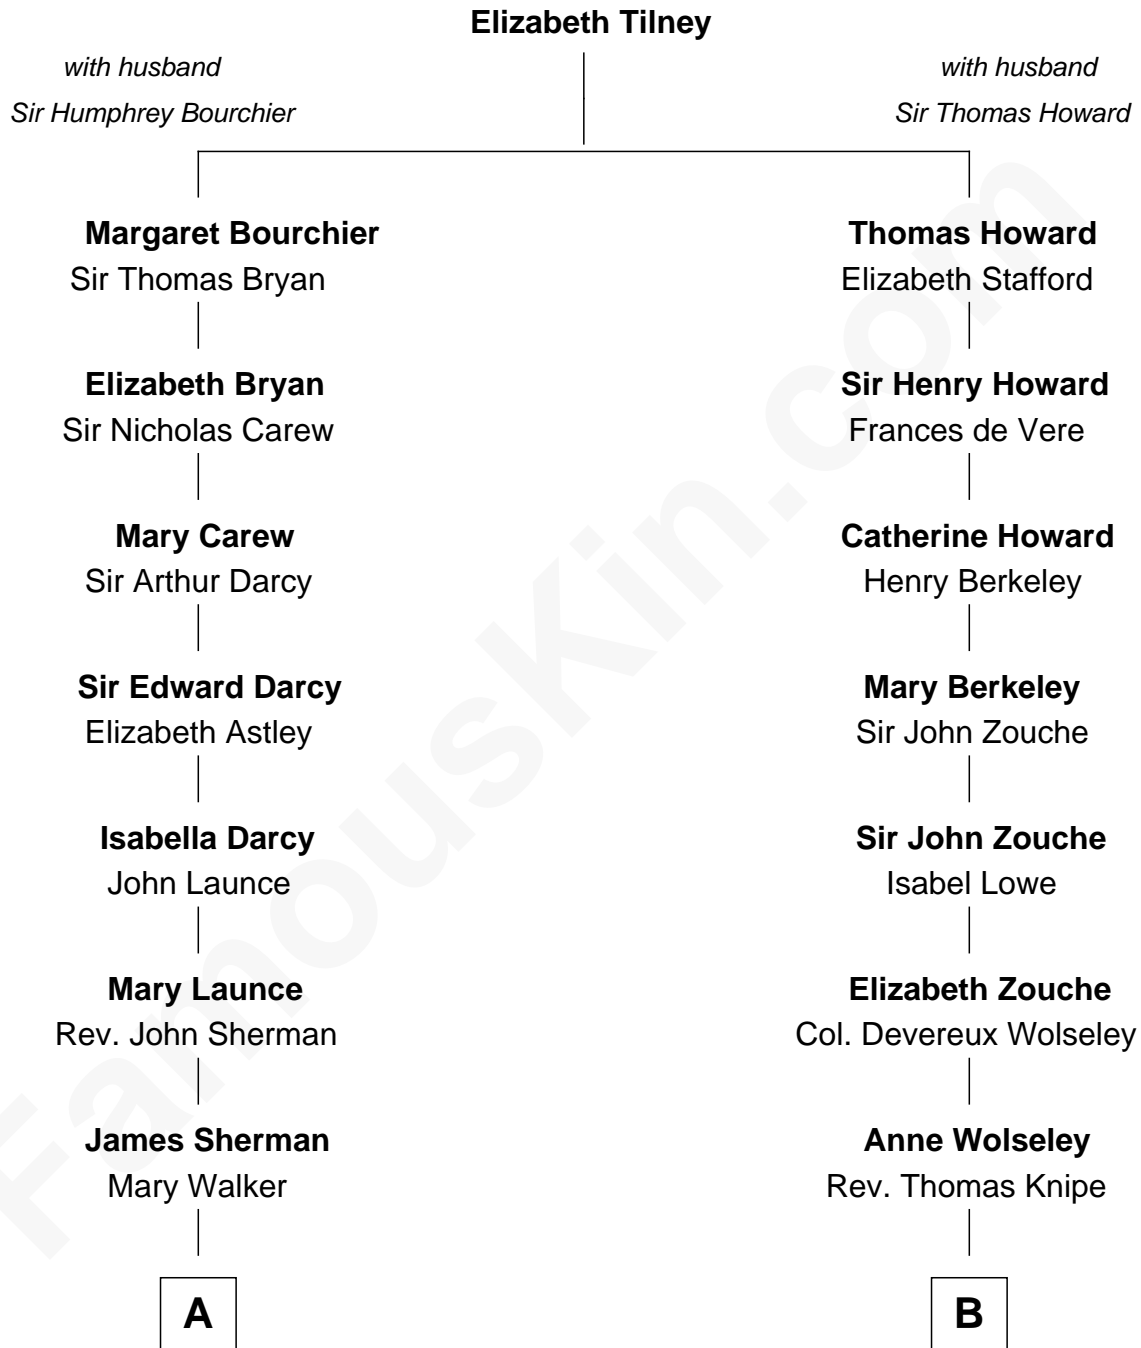 Elizabeth Tilney
with husband
Sir Humphrey Bourchier
with husband
Sir Thomas Howard
Margaret Bourchier
Sir Thomas Bryan
Elizabeth Bryan
Sir Nicholas Carew
Mary Carew
Sir Arthur Darcy
Sir Edward Darcy
Elizabeth Astley
Isabella Darcy
John Launce
Mary Launce
Rev. John Sherman
James Sherman
Mary Walker
A
Thomas Howard
Elizabeth Stafford
Sir Henry Howard
Frances de Vere
Catherine Howard
Henry Berkeley
Mary Berkeley
Sir John Zouche
Sir John Zouche
Isabel Lowe
Elizabeth Zouche
Col. Devereux Wolseley
Anne Wolseley
Rev. Thomas Knipe
B
FamousKin.com